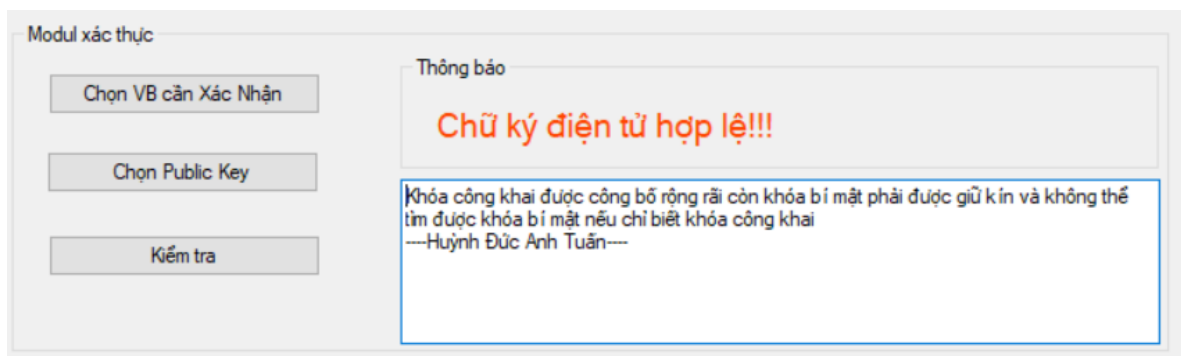 Modul xác thực
Chọn VB cần Xác Nhận
Chọn Public Key
Kiểm tra
Thông báo
Chữ ký điện tử hợp lệ!!!
Khóa công khai được công bố rộng rãi còn khóa bí mật phải được giữ kín và không thể
tìm được khóa bí mật nếu chỉ biết khóa công khai
----Huỳnh Đức Anh Tuấn----